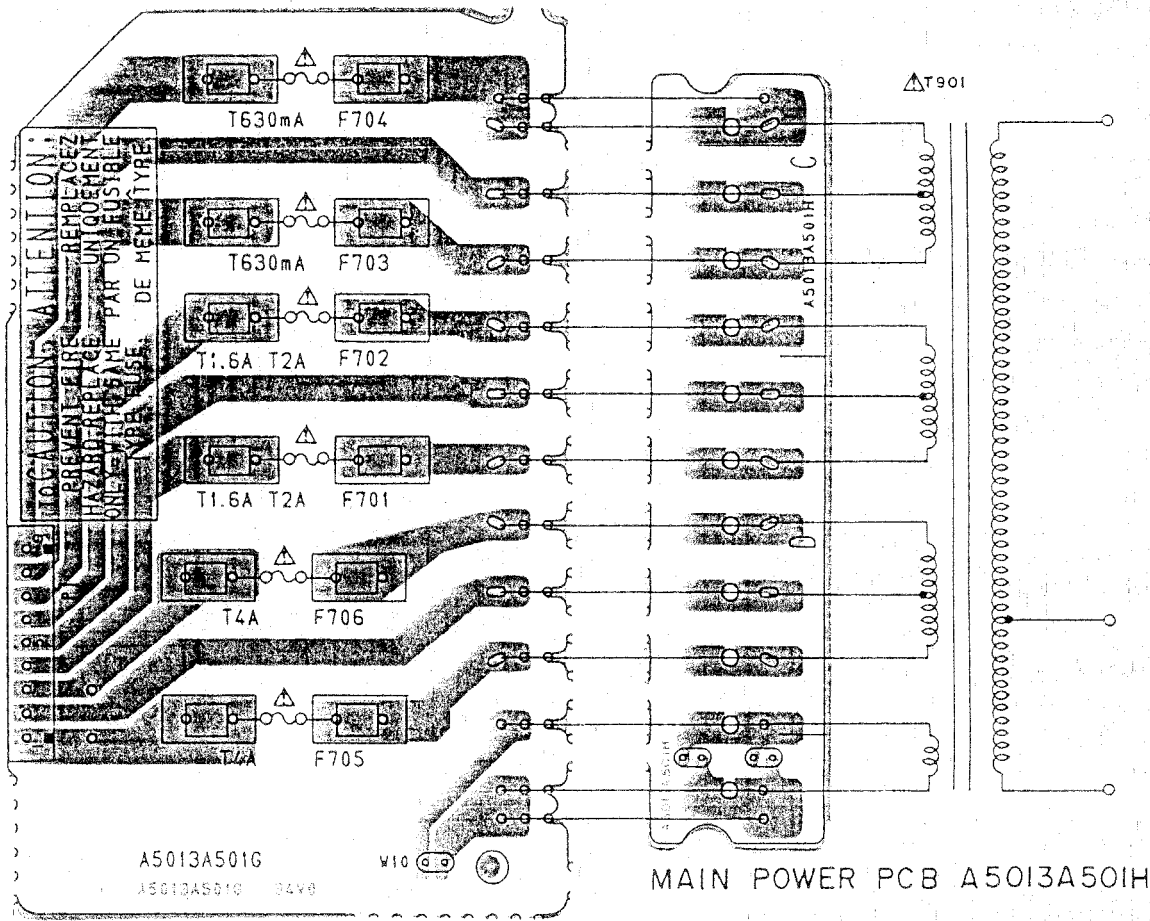 T901
T630mA F704
T630mA F703
T1.6A T2A F702
T1.6A T2A F701
T4A F706
T4A F705
CAUTION:
PREVENT FIRE
HAZARD REPLACE
ONLY WITH SAME
TYPE FUSE.
ATTENTION:
REMPLACEZ
UNIQUEMENT
PAR UN FUSIBLE
DE MEME TYPE.
C
A5013A501H
D
A5013A501G
A5013A501G 94V0
W10
MAIN POWER PCB A5013A501H